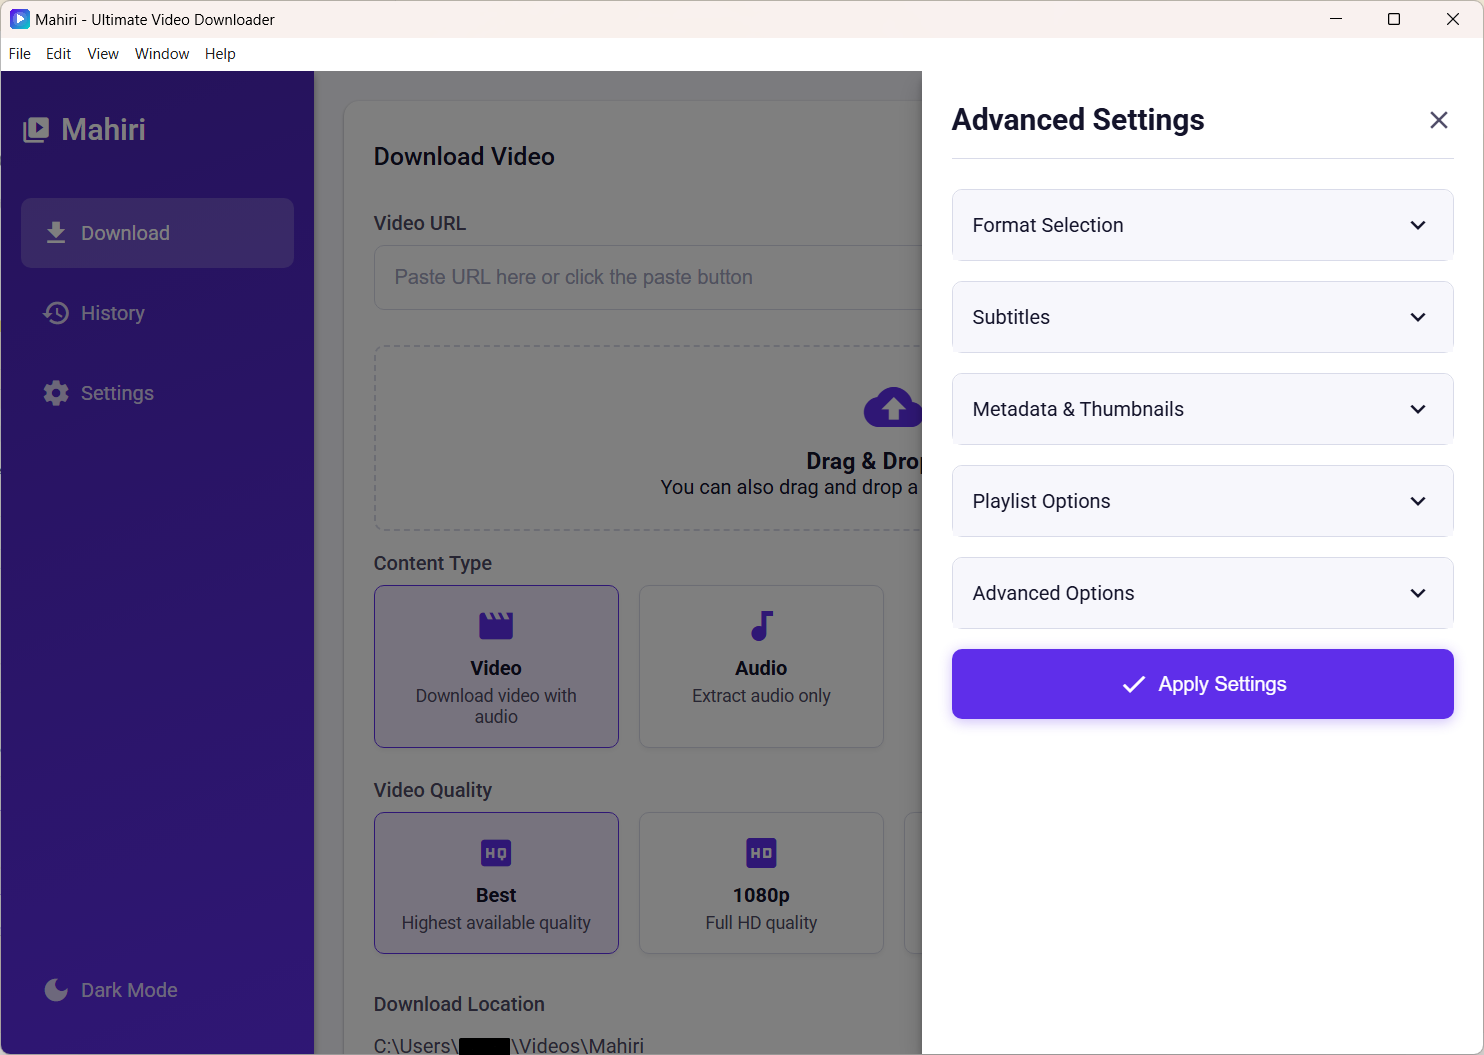 Mahiri - Ultimate Video Downloader
File Edit View Window Help
Mahiri
Download
History
Settings
Dark Mode
Download Video
Video URL
Paste URL here or click the paste button
Drag & Dro
You can also drag and drop a
Content Type
Video
Download video with
audio
Audio
Extract audio only
Video Quality
HQ
Best
Highest available quality
HD
1080p
Full HD quality
Download Location
C:\Users\ \Videos\Mahiri
Advanced Settings
Format Selection
Subtitles
Metadata & Thumbnails
Playlist Options
Advanced Options
Apply Settings